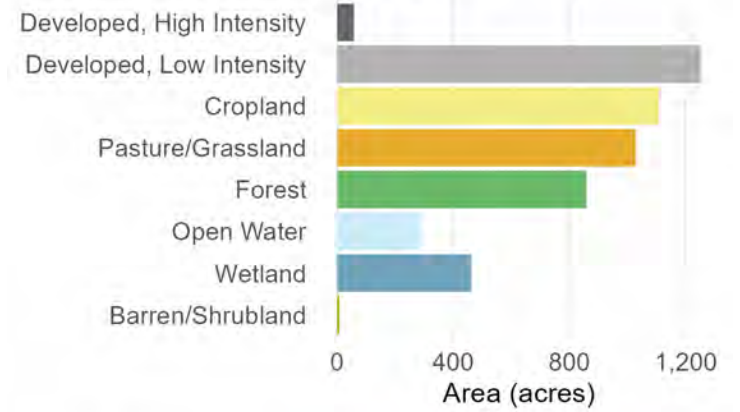 Developed, High Intensity
Developed, Low Intensity
Cropland
Pasture/Grassland
Forest
Open Water
Wetland
Barren/Shrubland
0 400 800 1,200
Area (acres)